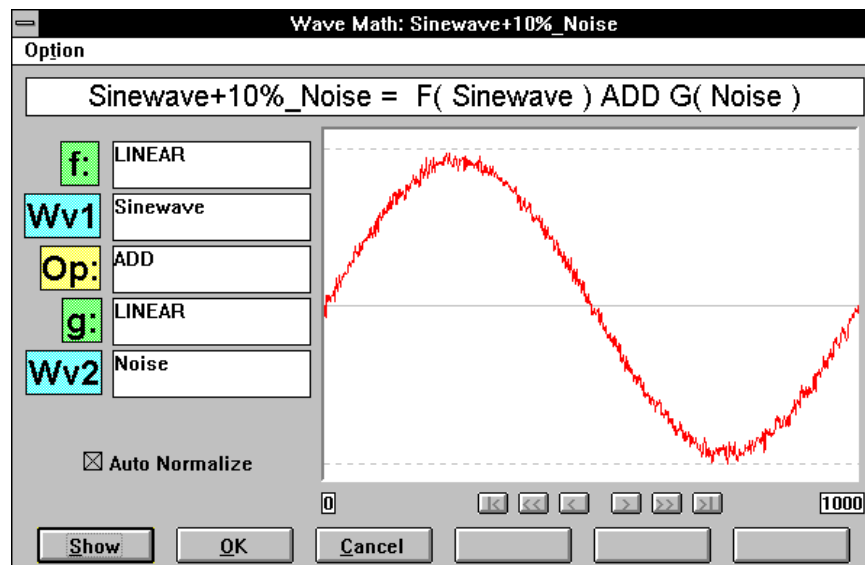 Wave Math: Sinewave+10%_Noise
Option
Sinewave+10%_Noise = F( Sinewave ) ADD G( Noise )
f: LINEAR
Wv1 Sinewave
Op: ADD
g: LINEAR
Wv2 Noise
Auto Normalize
0 |< << < > >> >| 1000
Show OK Cancel